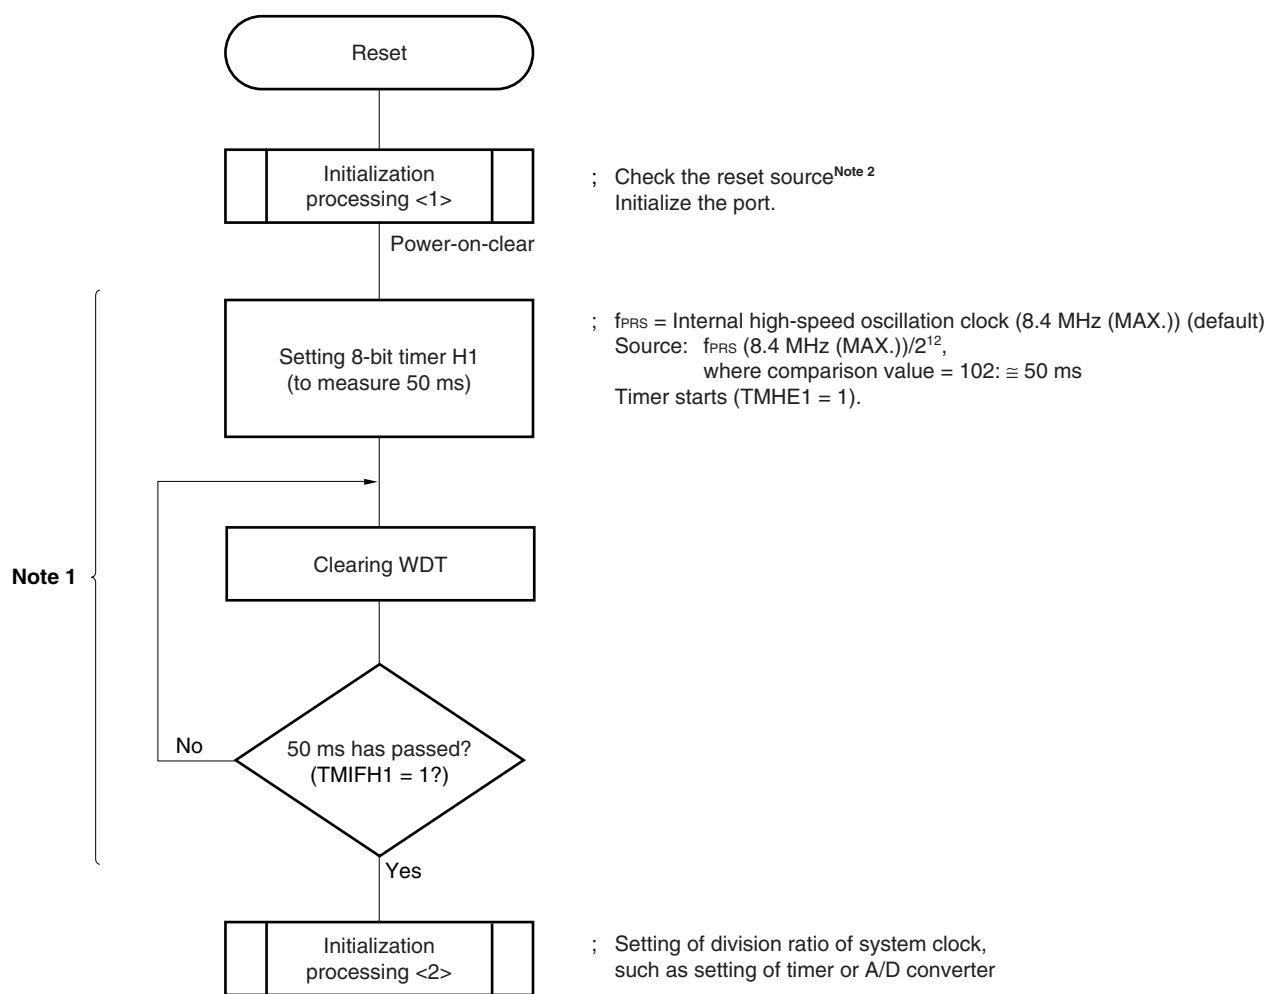 Reset
Initialization
processing <1>
; Check the reset source^Note 2
Initialize the port.
Power-on-clear
Setting 8-bit timer H1
(to measure 50 ms)
; fPRS = Internal high-speed oscillation clock (8.4 MHz (MAX.)) (default)
Source: fPRS (8.4 MHz (MAX.))/2^12,
where comparison value = 102: ≅ 50 ms
Timer starts (TMHE1 = 1).
Note 1
Clearing WDT
No
50 ms has passed?
(TMIFH1 = 1?)
Yes
Initialization
processing <2>
; Setting of division ratio of system clock,
such as setting of timer or A/D converter